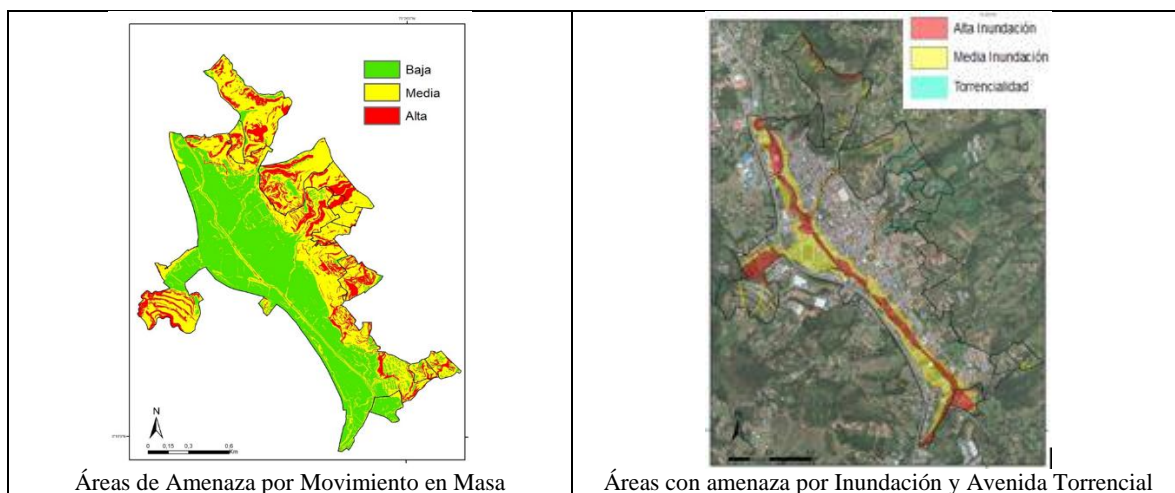 Baja
Media
Alta
N
0 0.15 0.3 0.6
Km
Áreas de Amenaza por Movimiento en Masa
Alta Inundación
Media Inundación
Torrencialidad
Áreas con amenaza por Inundación y Avenida Torrencial